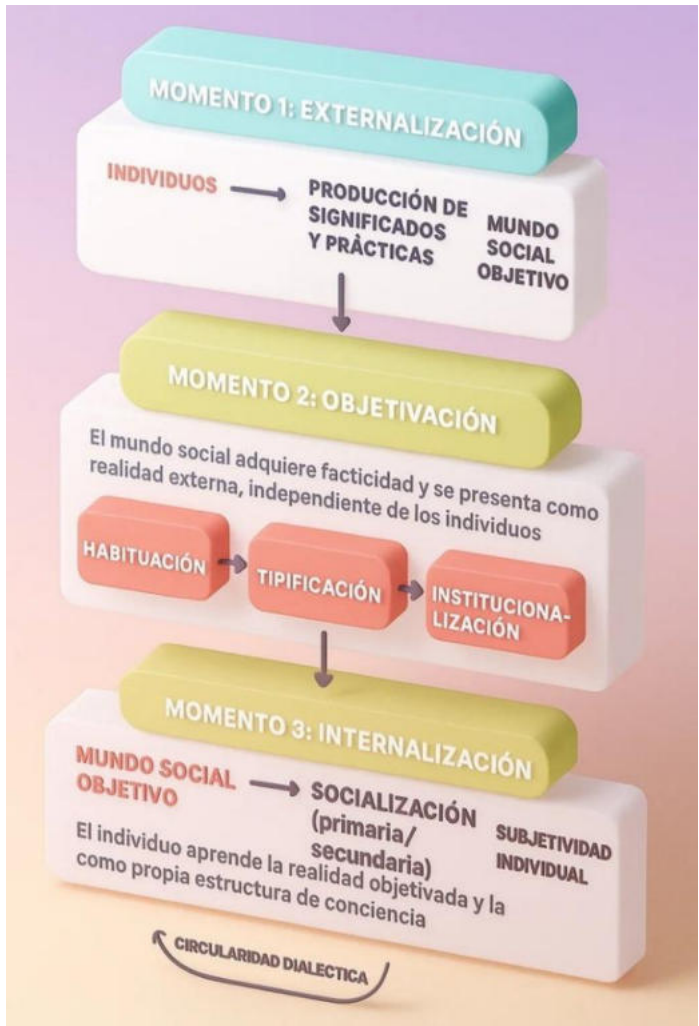 MOMENTO 1: EXTERNALIZACIÓN
INDIVIDUOS
PRODUCCIÓN DE
SIGNIFICADOS
Y PRÀCTICAS
MUNDO
SOCIAL
OBJETIVO
MOMENTO 2: OBJETIVACIÓN
El mundo social adquiere facticidad y se presenta como
realidad externa, independiente de los individuos
HABITUACIÓN
TIPIFICACIÓN
INSTITUCIONA-
LIZACIÓN
MOMENTO 3: INTERNALIZACIÓN
MUNDO SOCIAL
OBJETIVO
SOCIALIZACIÓN
(primaria/
secundaria)
SUBJETIVIDAD
INDIVIDUAL
El individuo aprende la realidad objetivada y la
como propia estructura de conciencia
CIRCULARIDAD DIALECTICA